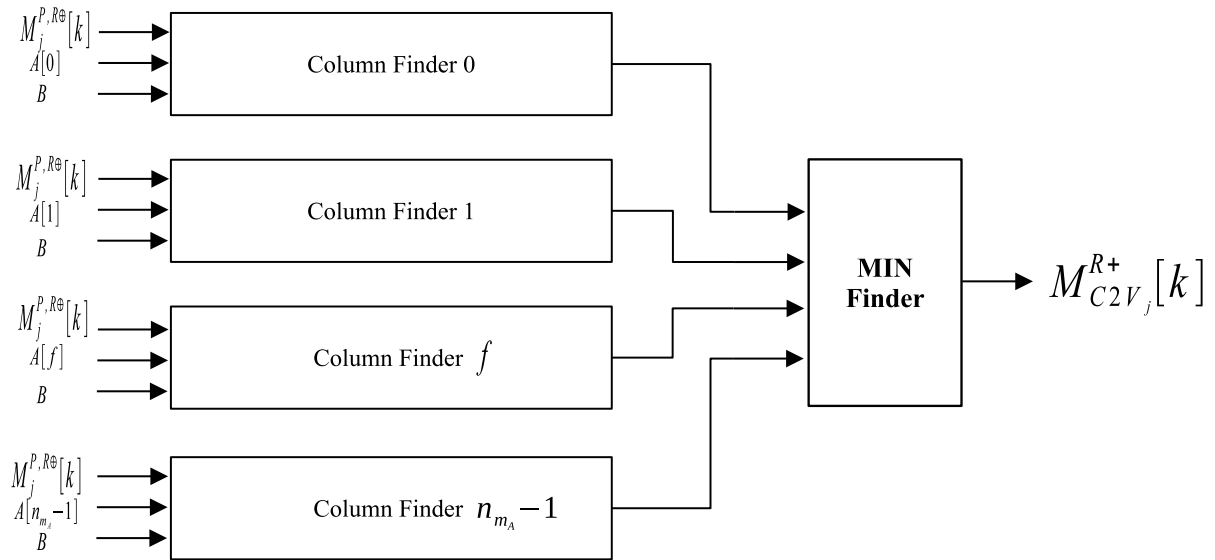 M_j^{P,R⊕}[k]
A[0]
B
Column Finder 0
M_j^{P,R⊕}[k]
A[1]
B
Column Finder 1
M_j^{P,R⊕}[k]
A[f]
B
Column Finder f
M_j^{P,R⊕}[k]
A[n_{m_A}−1]
B
Column Finder n_{m_A}−1
MIN
Finder
M_{C2V_j}^{R+}[k]